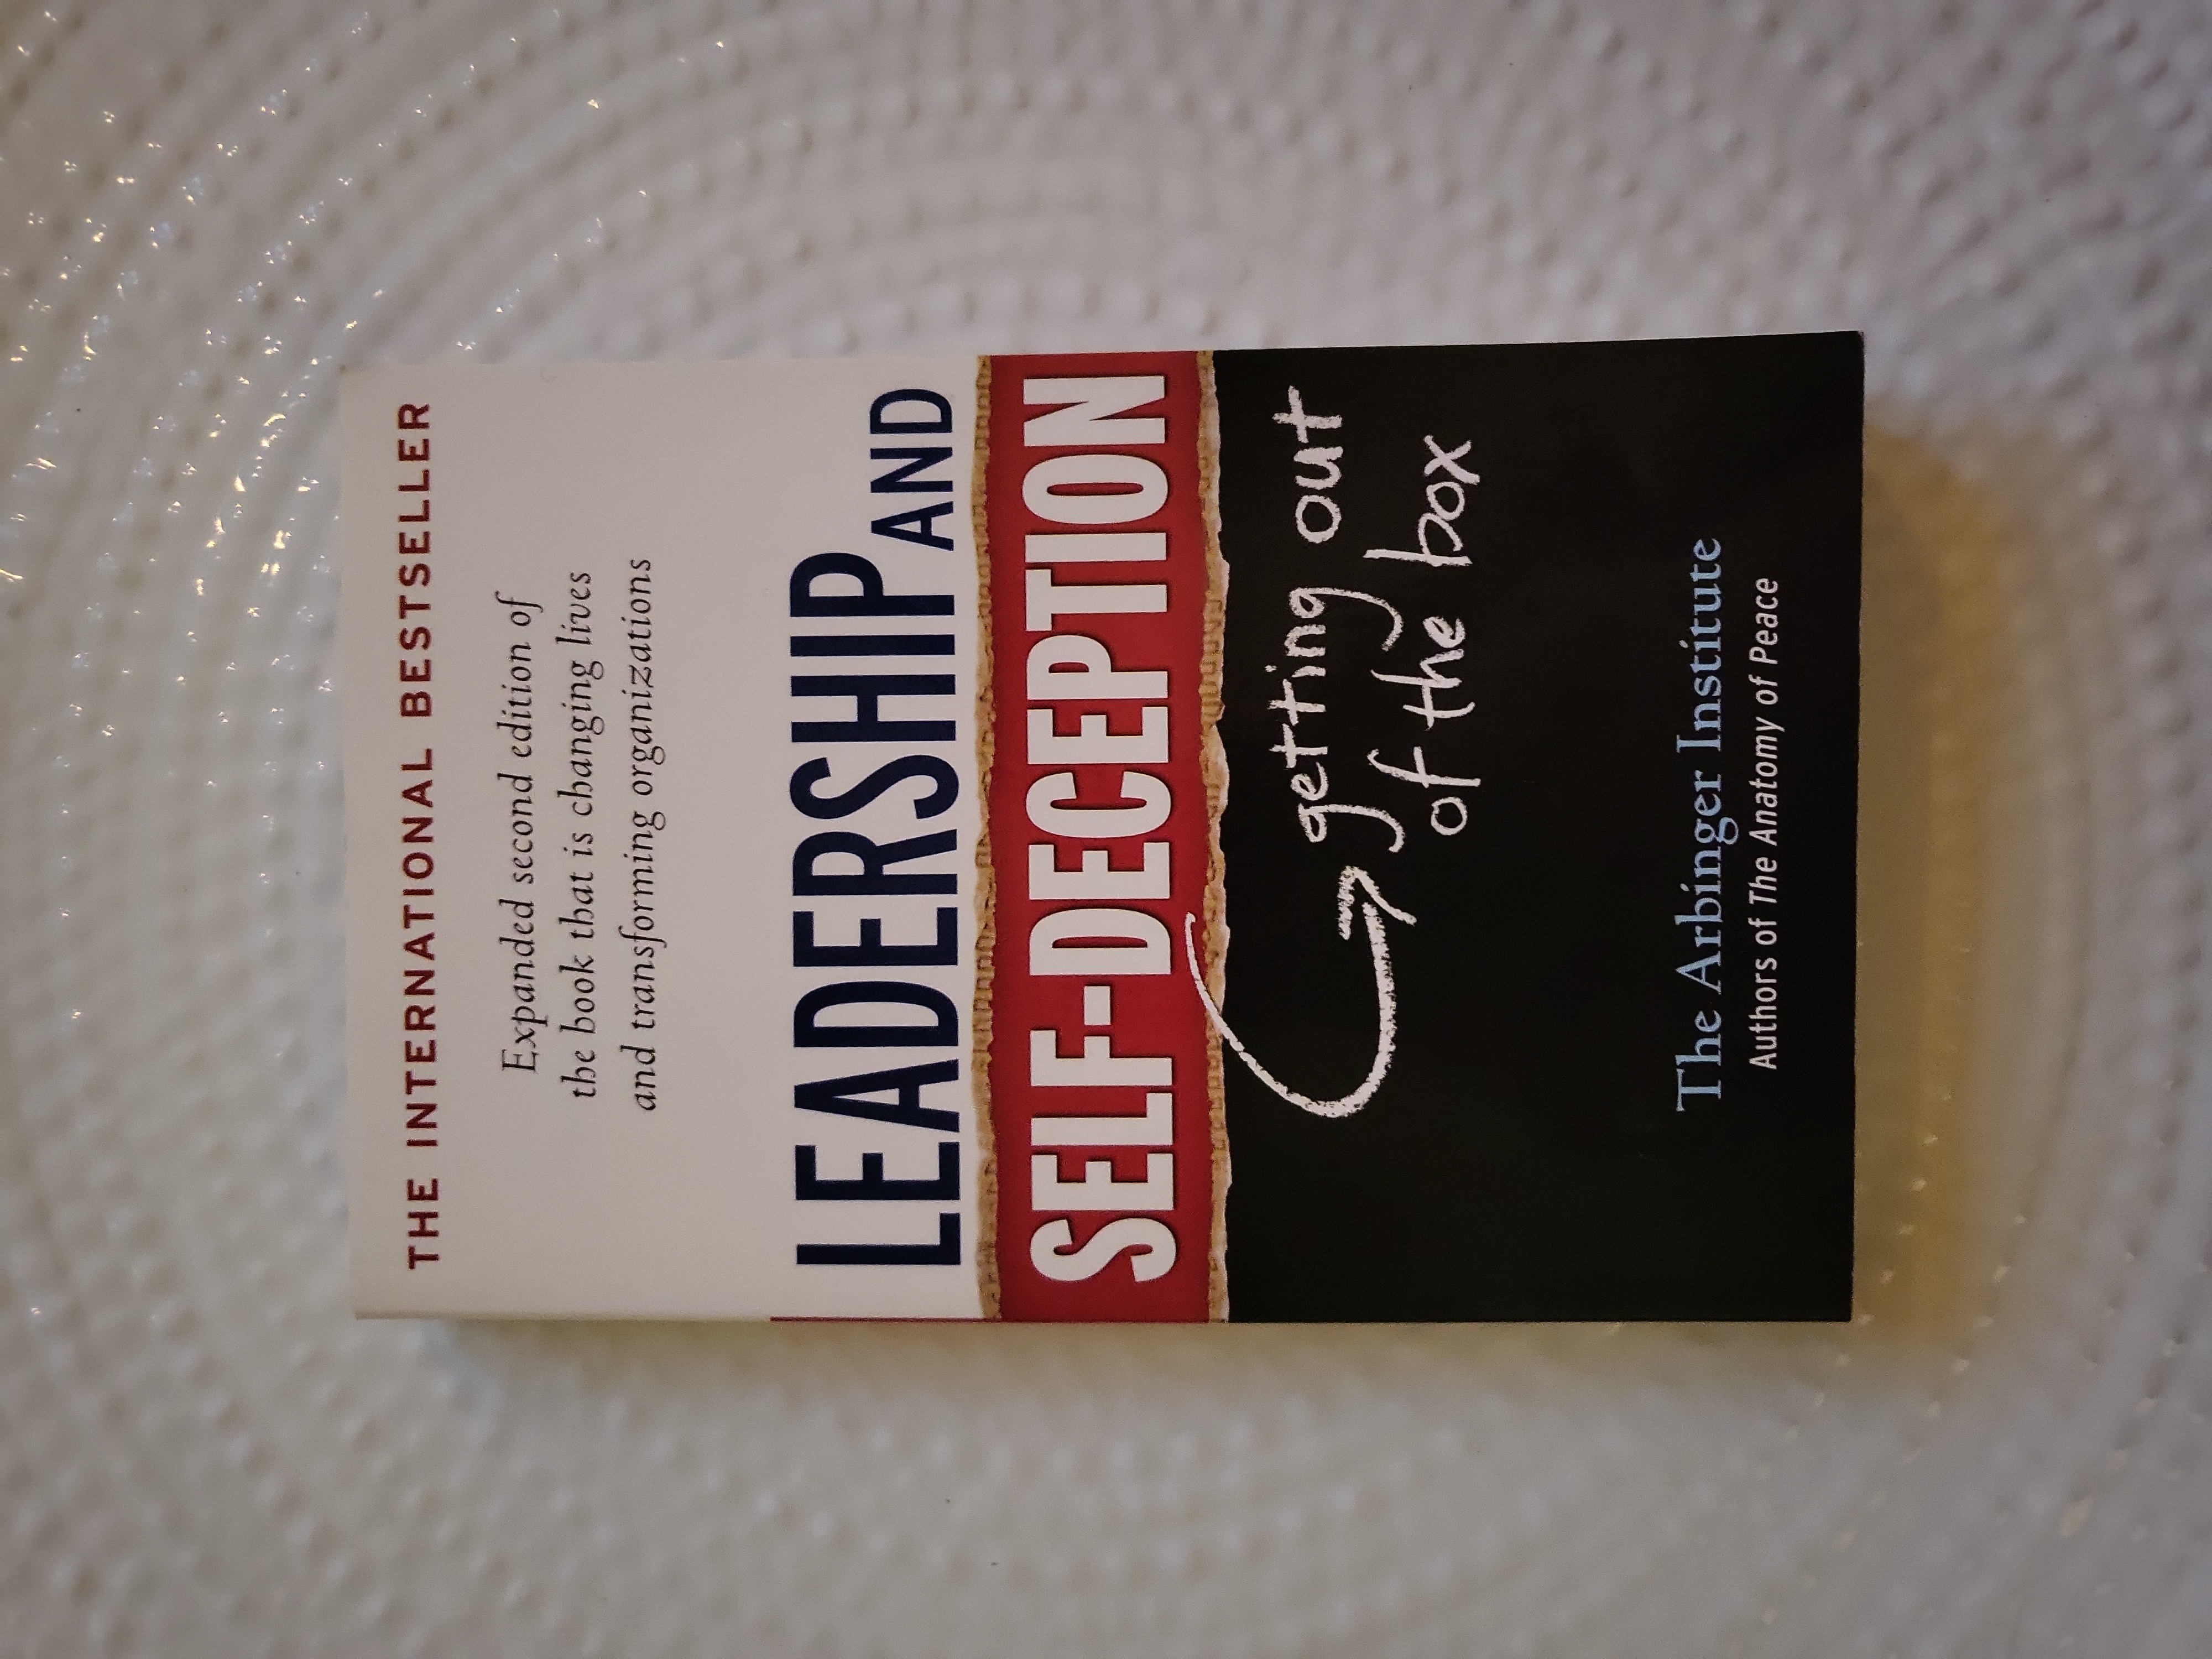 THE INTERNATIONAL BESTSELLER
Expanded second edition of
the book that is changing lives
and transforming organizations
LEADERSHIP AND
SELF-DECEPTION
getting out
of the box
The Arbinger Institute
Authors of The Anatomy of Peace